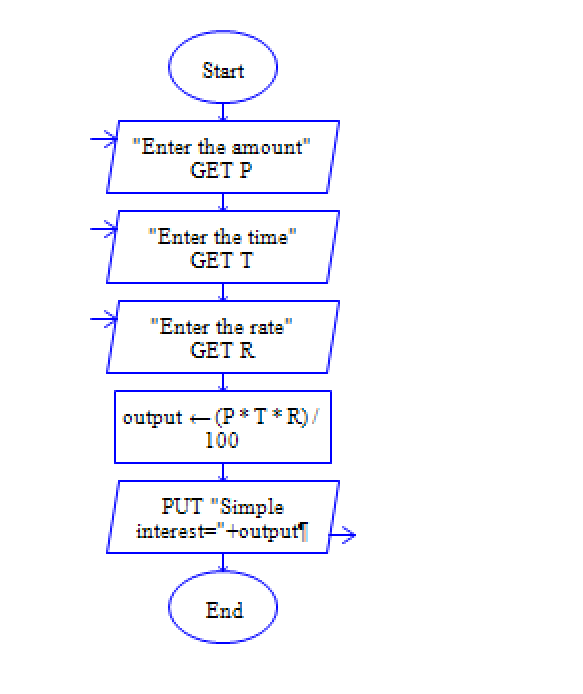 Start
"Enter the amount"
GET P
"Enter the time"
GET T
"Enter the rate"
GET R
output ← (P * T * R) /
100
PUT "Simple
interest="+output¶
End